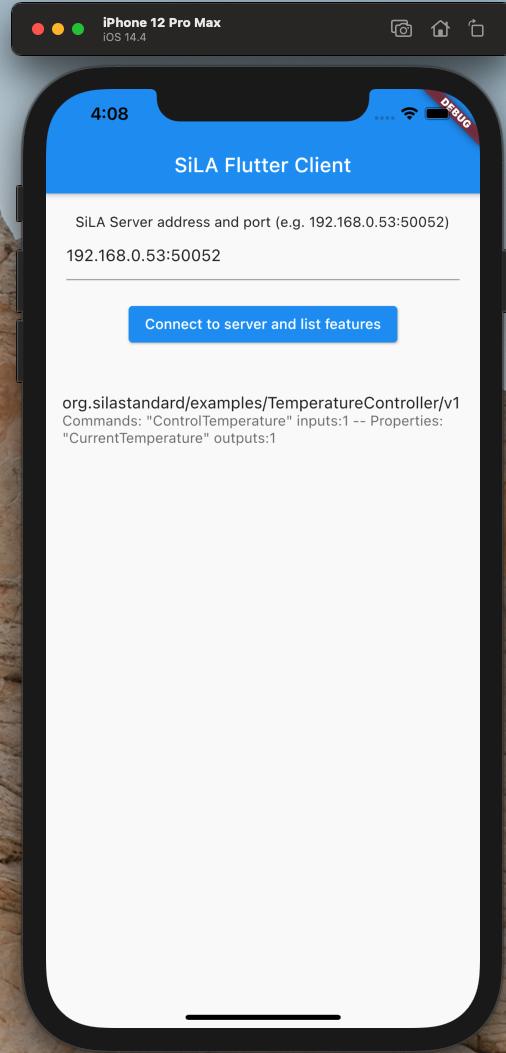 iPhone 12 Pro Max
iOS 14.4
4:08
DEBUG
SiLA Flutter Client
SiLA Server address and port (e.g. 192.168.0.53:50052)
192.168.0.53:50052
Connect to server and list features
org.silastandard/examples/TemperatureController/v1
Commands: "ControlTemperature" inputs:1 -- Properties:
"CurrentTemperature" outputs:1